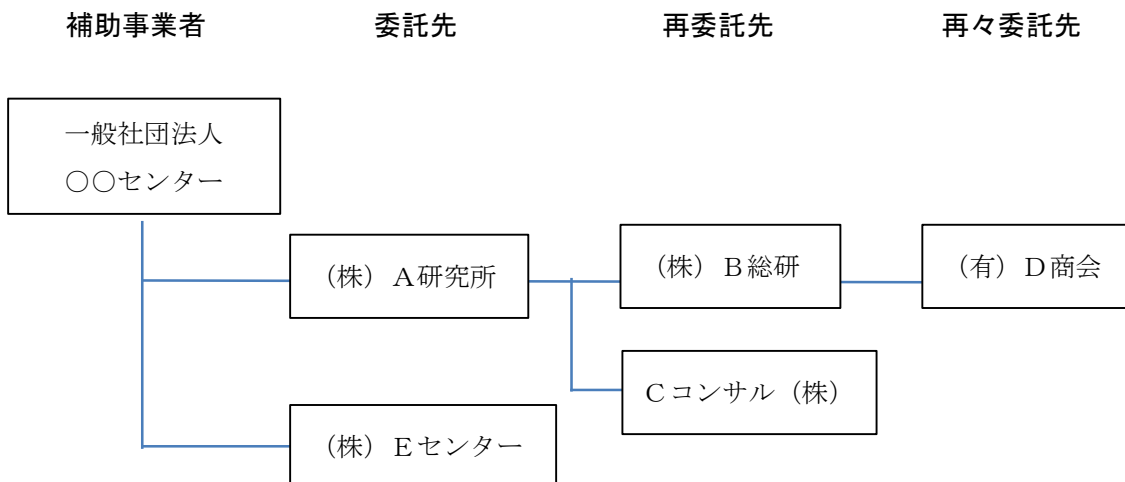 補助事業者
委託先
再委託先
再々委託先
一般社団法人
○○センター
（株）Ａ研究所
（株）Ｂ総研
（有）Ｄ商会
Ｃコンサル（株）
（株）Ｅセンター